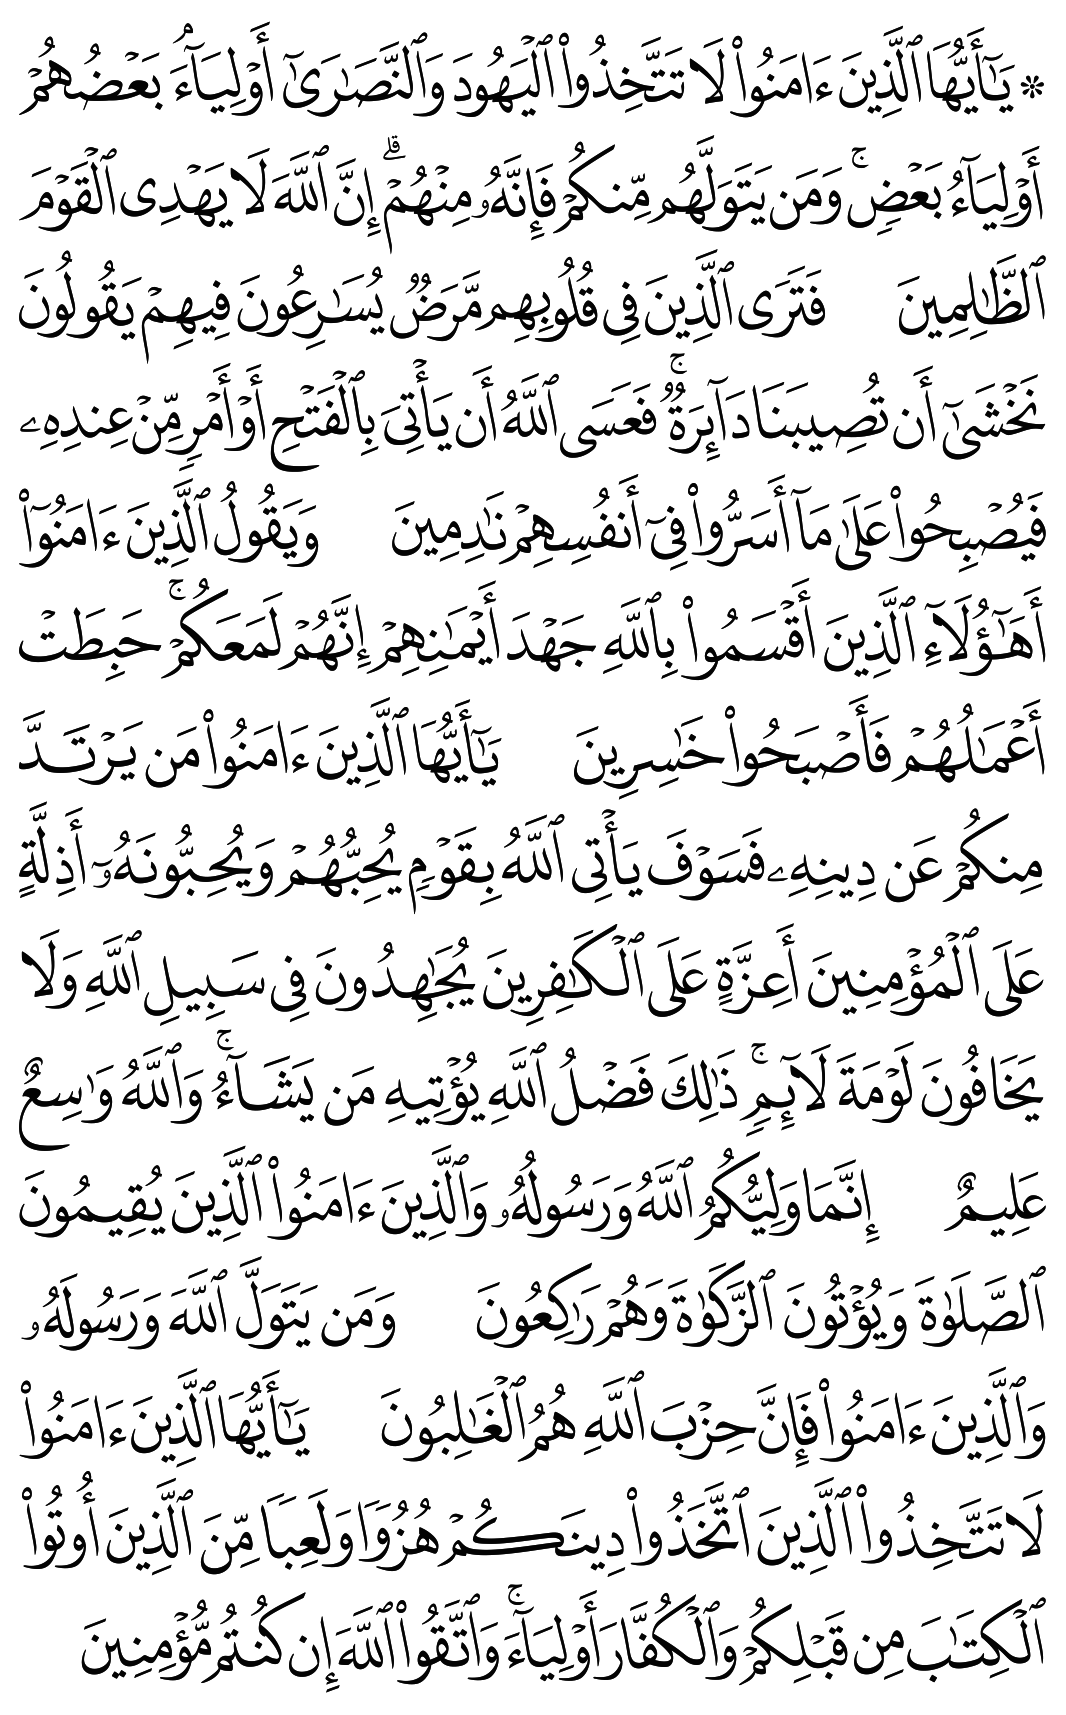 ۞ يَـٰٓأَيُّهَا ٱلَّذِينَ ءَامَنُوا۟ لَا تَتَّخِذُوا۟ ٱلْيَهُودَ وَٱلنَّصَـٰرَىٰٓ أَوْلِيَآءَ ۘ بَعْضُهُمْ
أَوْلِيَآءُ بَعْضٍ ۚ وَمَن يَتَوَلَّهُم مِّنكُمْ فَإِنَّهُۥ مِنْهُمْ ۗ إِنَّ ٱللَّهَ لَا يَهْدِى ٱلْقَوْمَ
ٱلظَّـٰلِمِينَ فَتَرَى ٱلَّذِينَ فِى قُلُوبِهِم مَّرَضٌ يُسَـٰرِعُونَ فِيهِمْ يَقُولُونَ
نَخْشَىٰٓ أَن تُصِيبَنَا دَآئِرَةٌ ۚ فَعَسَى ٱللَّهُ أَن يَأْتِىَ بِٱلْفَتْحِ أَوْ أَمْرٍ مِّنْ عِندِهِۦ
فَيُصْبِحُوا۟ عَلَىٰ مَآ أَسَرُّوا۟ فِىٓ أَنفُسِهِمْ نَـٰدِمِينَ وَيَقُولُ ٱلَّذِينَ ءَامَنُوٓا۟
أَهَـٰٓؤُلَآءِ ٱلَّذِينَ أَقْسَمُوا۟ بِٱللَّهِ جَهْدَ أَيْمَـٰنِهِمْ إِنَّهُمْ لَمَعَكُمْ ۚ حَبِطَتْ
أَعْمَـٰلُهُمْ فَأَصْبَحُوا۟ خَـٰسِرِينَ يَـٰٓأَيُّهَا ٱلَّذِينَ ءَامَنُوا۟ مَن يَرْتَدَّ
مِنكُمْ عَن دِينِهِۦ فَسَوْفَ يَأْتِى ٱللَّهُ بِقَوْمٍ يُحِبُّهُمْ وَيُحِبُّونَهُۥٓ أَذِلَّةٍ
عَلَى ٱلْمُؤْمِنِينَ أَعِزَّةٍ عَلَى ٱلْكَـٰفِرِينَ يُجَـٰهِدُونَ فِى سَبِيلِ ٱللَّهِ وَلَا
يَخَافُونَ لَوْمَةَ لَآئِمٍ ۚ ذَٰلِكَ فَضْلُ ٱللَّهِ يُؤْتِيهِ مَن يَشَآءُ ۚ وَٱللَّهُ وَٰسِعٌ
عَلِيمٌ إِنَّمَا وَلِيُّكُمُ ٱللَّهُ وَرَسُولُهُۥ وَٱلَّذِينَ ءَامَنُوا۟ ٱلَّذِينَ يُقِيمُونَ
ٱلصَّلَوٰةَ وَيُؤْتُونَ ٱلزَّكَوٰةَ وَهُمْ رَٰكِعُونَ وَمَن يَتَوَلَّ ٱللَّهَ وَرَسُولَهُۥ
وَٱلَّذِينَ ءَامَنُوا۟ فَإِنَّ حِزْبَ ٱللَّهِ هُمُ ٱلْغَـٰلِبُونَ يَـٰٓأَيُّهَا ٱلَّذِينَ ءَامَنُوا۟
لَا تَتَّخِذُوا۟ ٱلَّذِينَ ٱتَّخَذُوا۟ دِينَكُمْ هُزُوًا وَلَعِبًا مِّنَ ٱلَّذِينَ أُوتُوا۟
ٱلْكِتَـٰبَ مِن قَبْلِكُمْ وَٱلْكُفَّارَ أَوْلِيَآءَ ۚ وَٱتَّقُوا۟ ٱللَّهَ إِن كُنتُم مُّؤْمِنِينَ